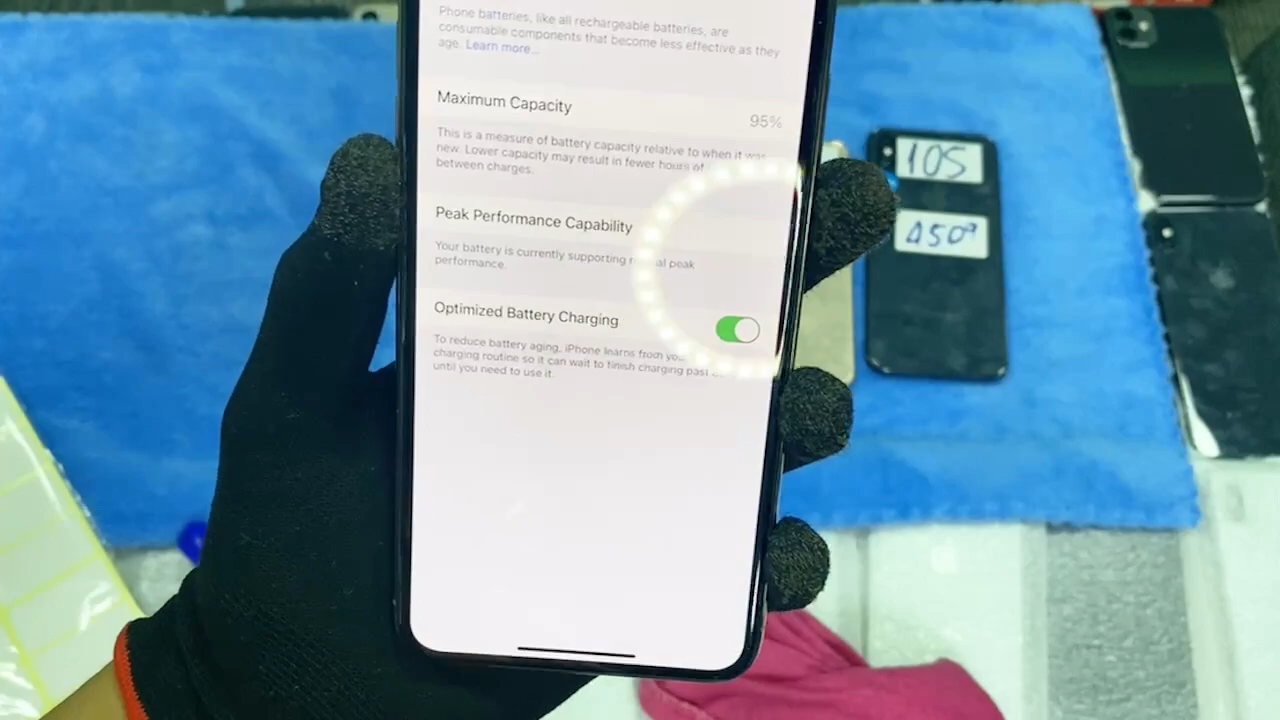 Phone batteries, like all rechargeable batteries, are
consumable components that become less effective as they
age. Learn more...
Maximum Capacity
95%
This is a measure of battery capacity relative to when it was
new. Lower capacity may result in fewer hours of
between charges.
Peak Performance Capability
Your battery is currently supporting normal peak
performance.
Optimized Battery Charging
To reduce battery aging, iPhone learns from your
charging routine so it can wait to finish charging past
until you need to use it.
105